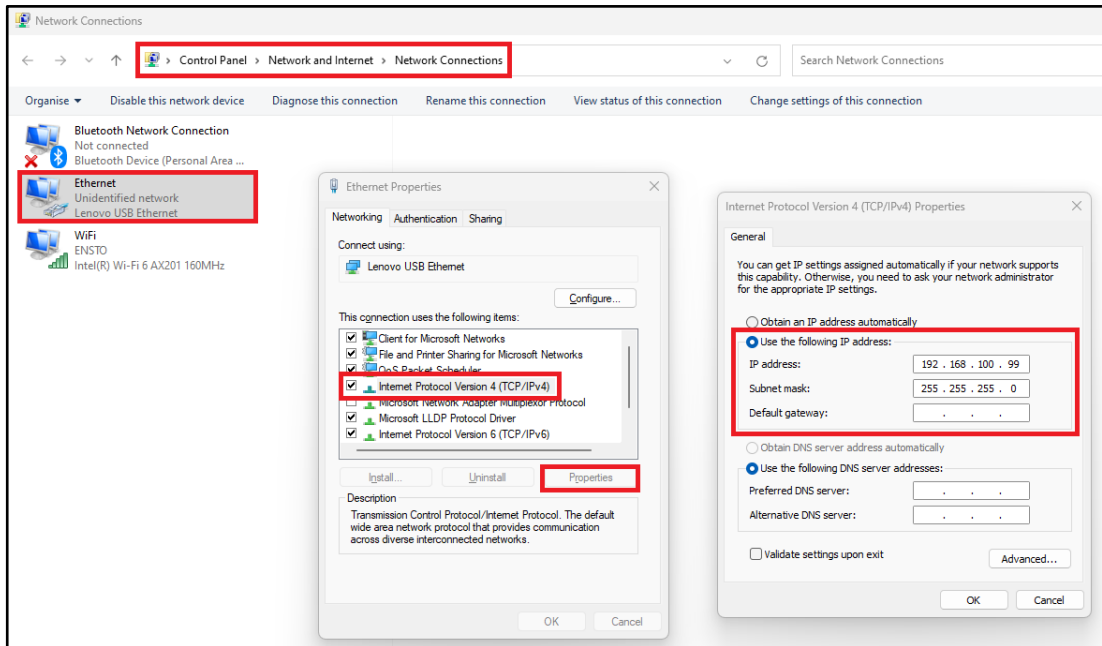 Network Connections
Control Panel > Network and Internet > Network Connections
Search Network Connections
Organise Disable this network device Diagnose this connection Rename this connection View status of this connection Change settings of this connection
Bluetooth Network Connection
Not connected
Bluetooth Device (Personal Area ...
Ethernet
Unidentified network
Lenovo USB Ethernet
WiFi
ENSTO
Intel(R) Wi-Fi 6 AX201 160MHz
Ethernet Properties
Networking Authentication Sharing
Connect using:
Lenovo USB Ethernet
Configure...
This connection uses the following items:
Client for Microsoft Networks
File and Printer Sharing for Microsoft Networks
QoS Packet Scheduler
Internet Protocol Version 4 (TCP/IPv4)
Microsoft Network Adapter Multiplexor Protocol
Microsoft LLDP Protocol Driver
Internet Protocol Version 6 (TCP/IPv6)
Install... Uninstall Properties
Description
Transmission Control Protocol/Internet Protocol. The default
wide area network protocol that provides communication
across diverse interconnected networks.
OK Cancel
Internet Protocol Version 4 (TCP/IPv4) Properties
General
You can get IP settings assigned automatically if your network supports
this capability. Otherwise, you need to ask your network administrator
for the appropriate IP settings.
Obtain an IP address automatically
Use the following IP address:
IP address: 192 . 168 . 100 . 99
Subnet mask: 255 . 255 . 255 . 0
Default gateway: . . .
Obtain DNS server address automatically
Use the following DNS server addresses:
Preferred DNS server: . . .
Alternative DNS server: . . .
Validate settings upon exit
Advanced...
OK Cancel